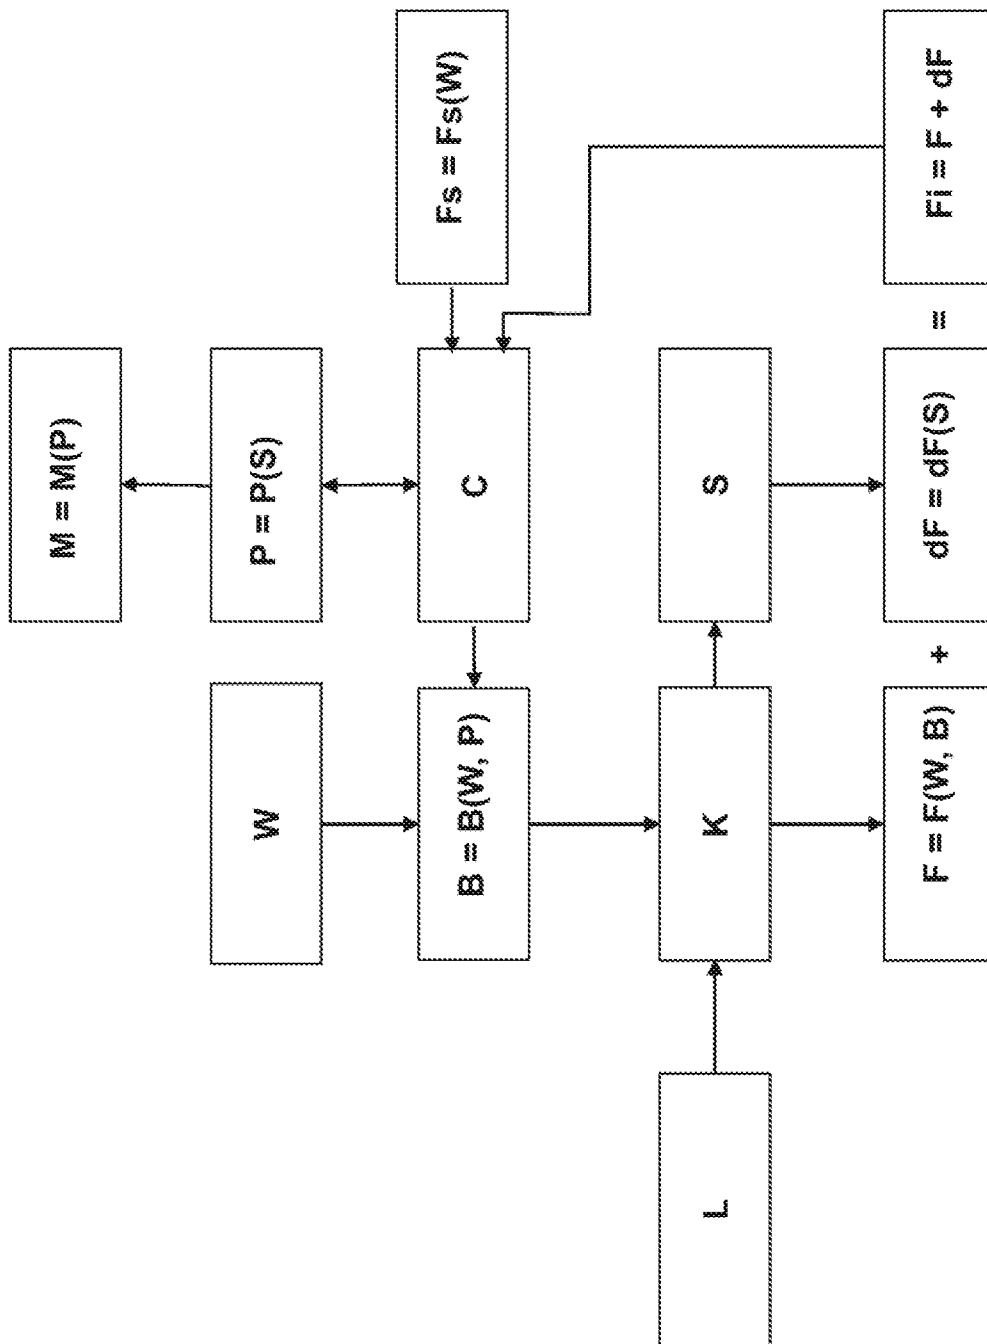 M = M(P)
W
P = P(S)
B = B(W, P)
C
Fs = Fs(W)
L
K
S
F = F(W, B)
+
dF = dF(S)
=
Fi = F + dF